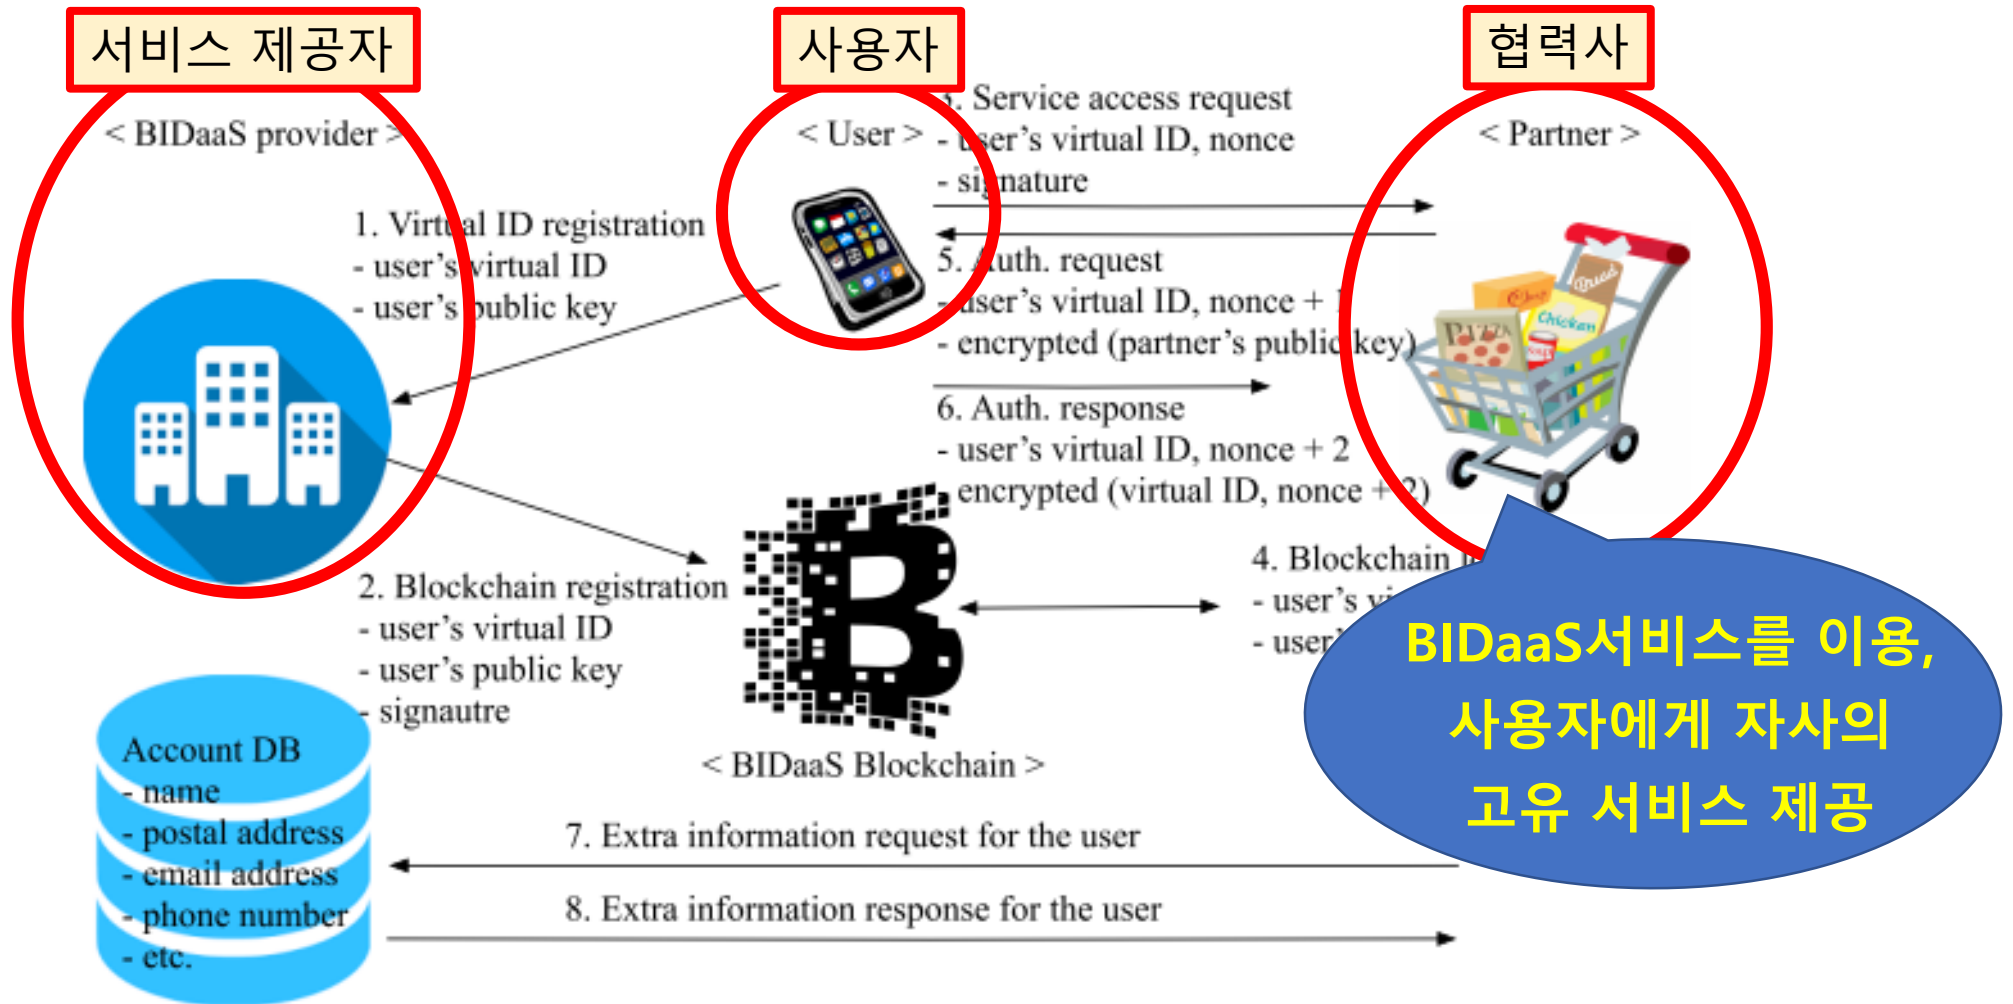 서비스 제공자
사용자
협력사
< BIDaaS provider >
< User >
< Partner >
3. Service access request
- user's virtual ID, nonce
- signature
1. Virtual ID registration
- user's virtual ID
- user's public key
5. Auth. request
- user's virtual ID, nonce + 1
- encrypted (partner's public key)
6. Auth. response
- user's virtual ID, nonce + 2
- encrypted (virtual ID, nonce + 2)
PIZZA
Chicken
Bread
Soup
2. Blockchain registration
- user's virtual ID
- user's public key
- signautre
4. Blockchain
- user's
- user'
BIDaaS서비스를 이용,
사용자에게 자사의
고유 서비스 제공
< BIDaaS Blockchain >
Account DB
- name
- postal address
- email address
- phone number
- etc.
7. Extra information request for the user
8. Extra information response for the user